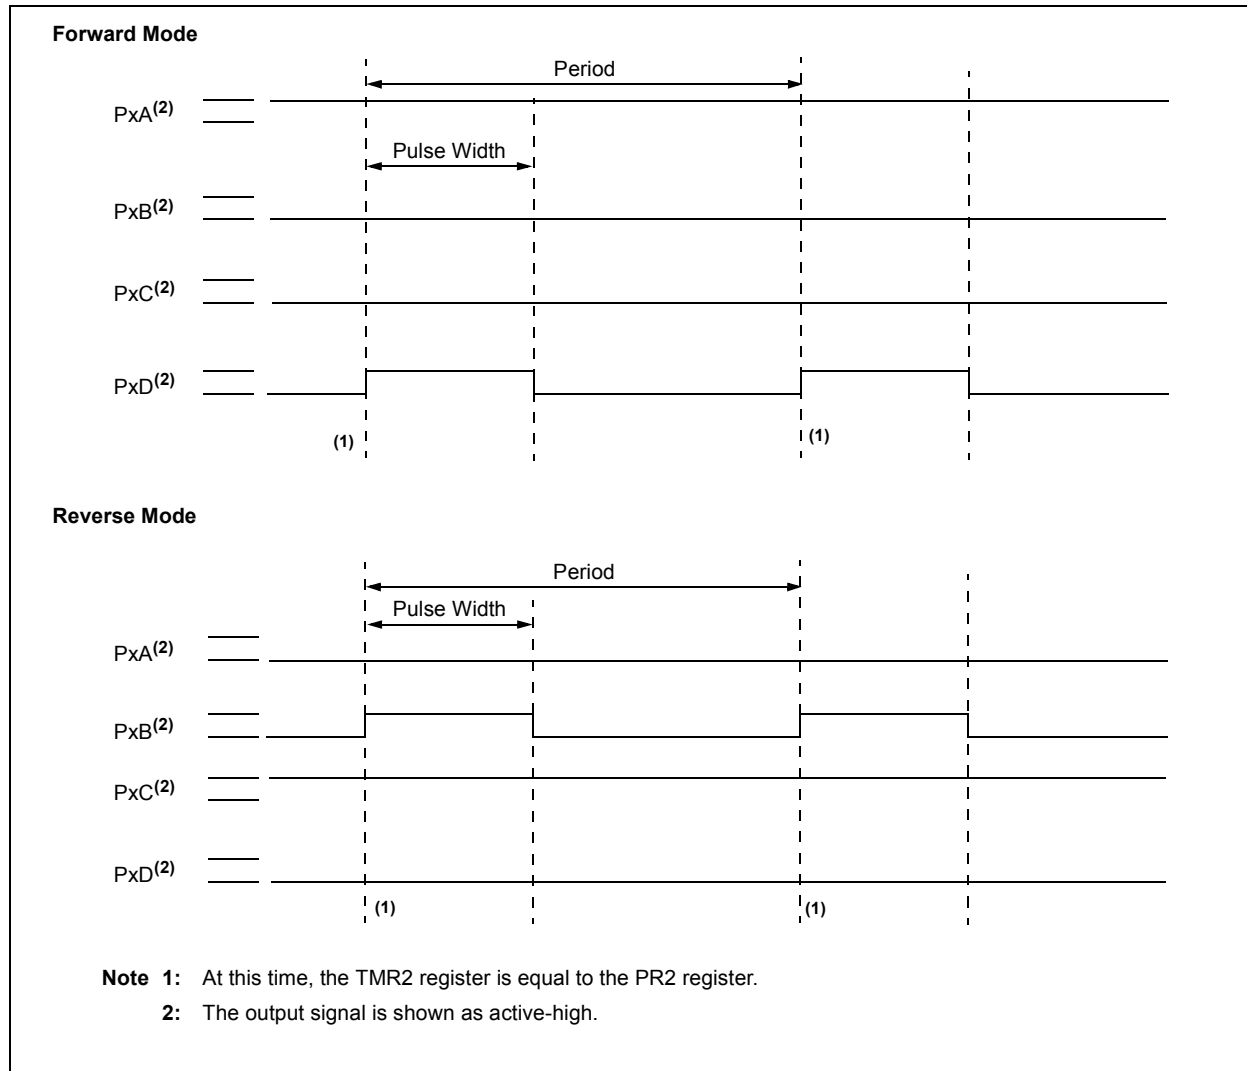 Forward Mode
Period
PxA(2)
Pulse Width
PxB(2)
PxC(2)
PxD(2)
(1) (1)
Reverse Mode
Period
Pulse Width
PxA(2)
PxB(2)
PxC(2)
PxD(2)
(1) (1)
Note 1: At this time, the TMR2 register is equal to the PR2 register.
2: The output signal is shown as active-high.